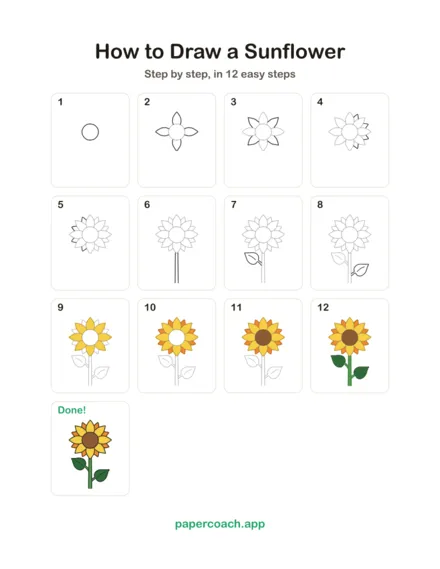 How to Draw a Sunflower
Step by step, in 12 easy steps
1 2 3 4
5 6 7 8
9 10 11 12
Done!
papercoach.app